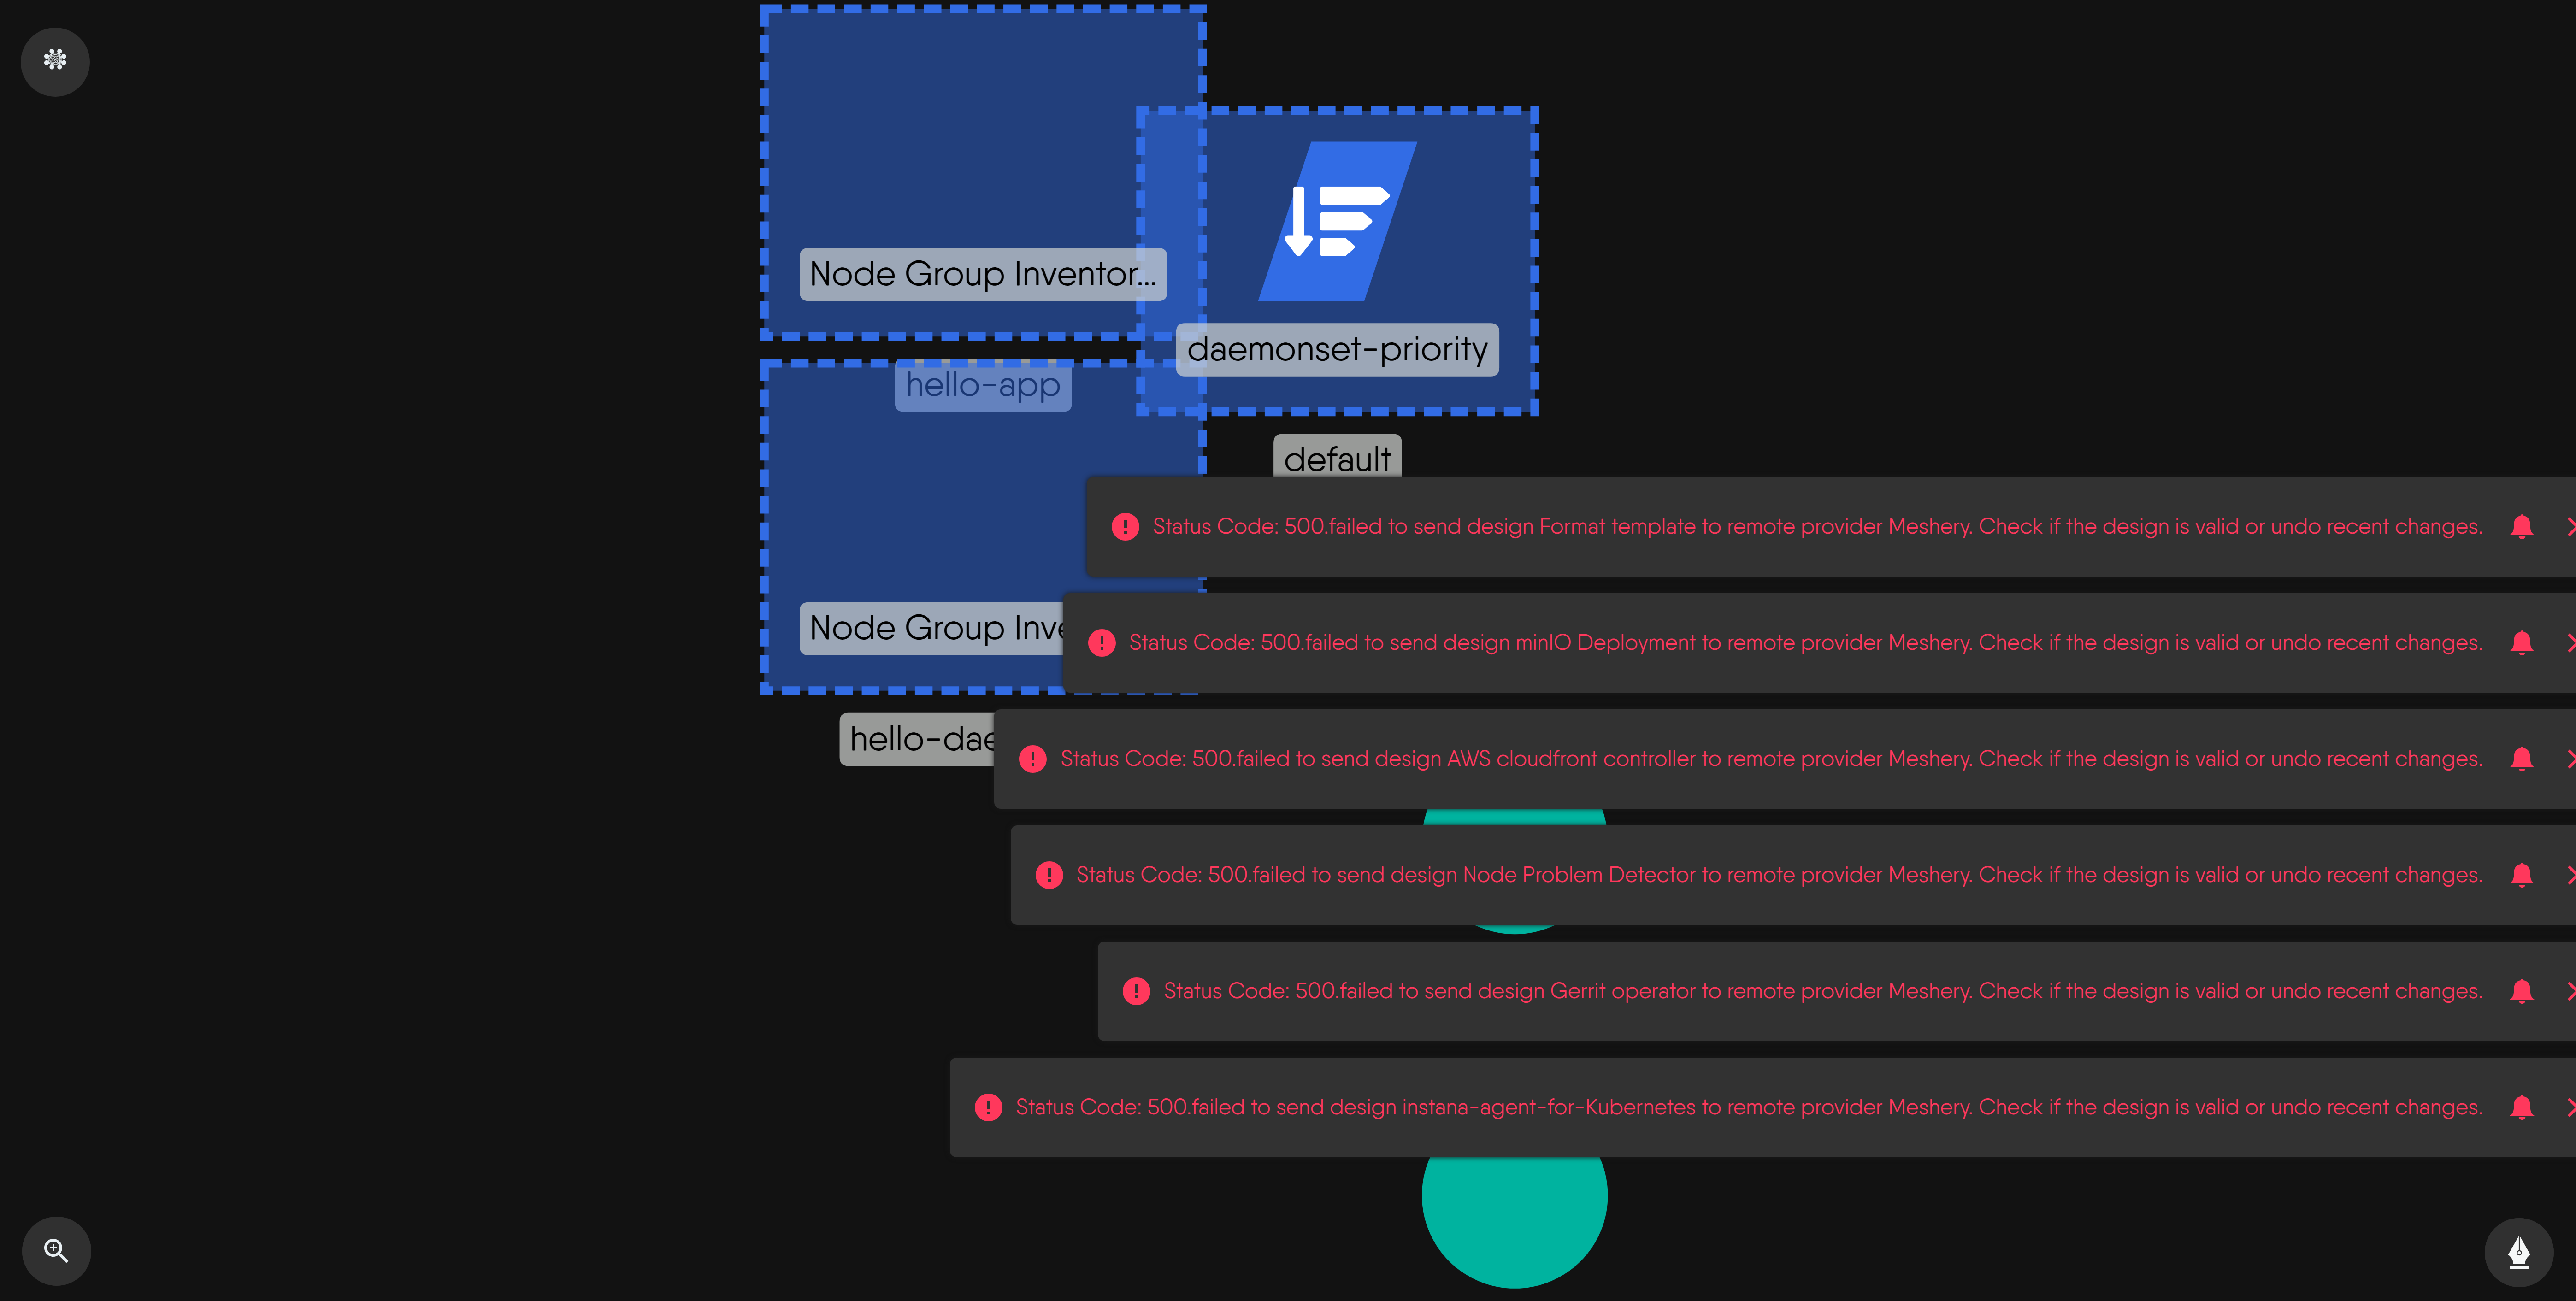 Node Group Inventor...
daemonset-priority
hello-app
default
Status Code: 500.failed to send design Format template to remote provider Meshery. Check if the design is valid or undo recent changes.
Node Group Inve
Status Code: 500.failed to send design minIO Deployment to remote provider Meshery. Check if the design is valid or undo recent changes.
hello-dae
Status Code: 500.failed to send design AWS cloudfront controller to remote provider Meshery. Check if the design is valid or undo recent changes.
Status Code: 500.failed to send design Node Problem Detector to remote provider Meshery. Check if the design is valid or undo recent changes.
Status Code: 500.failed to send design Gerrit operator to remote provider Meshery. Check if the design is valid or undo recent changes.
Status Code: 500.failed to send design instana-agent-for-Kubernetes to remote provider Meshery. Check if the design is valid or undo recent changes.